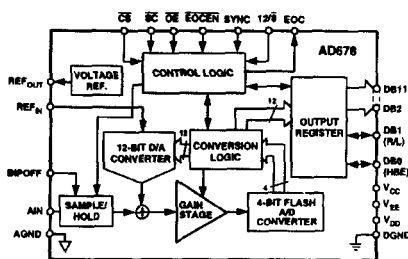 CS SC OE EOCEN SYNC 12/8 EOC
AD678
CONTROL LOGIC
REFOUT
VOLTAGE
REF.
REFIN
12-BIT D/A
CONVERTER
12
CONVERSION
LOGIC
12
OUTPUT
REGISTER
DB11
DB2
DB1
(R/L)
DB0
(HBE)
BIPOFF
SAMPLE/
HOLD
AIN
AGND
GAIN
STAGE
4
4-BIT FLASH
A/D
CONVERTER
VCC
VEE
VDD
DGND